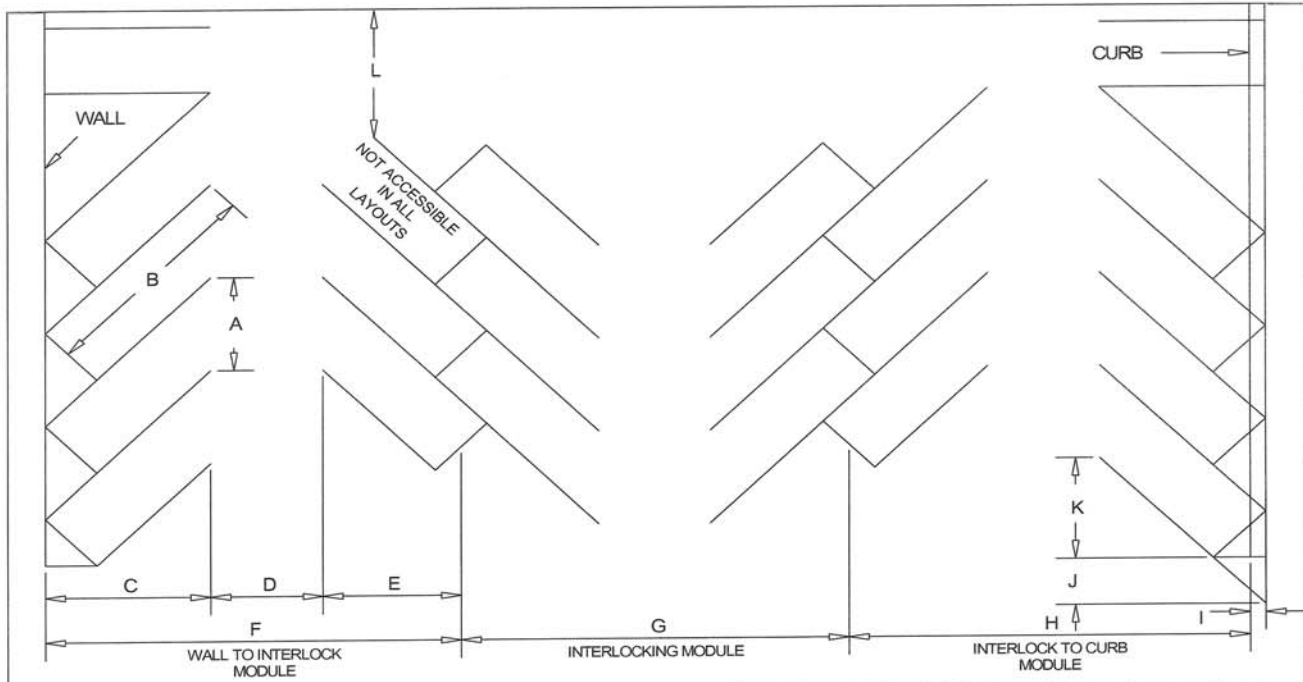 L
CURB
WALL
NOT ACCESSIBLE
IN ALL
LAYOUTS
B
A
K
C
D
E
J
F
G
H
I
WALL TO INTERLOCK
MODULE
INTERLOCKING MODULE
INTERLOCK TO CURB
MODULE